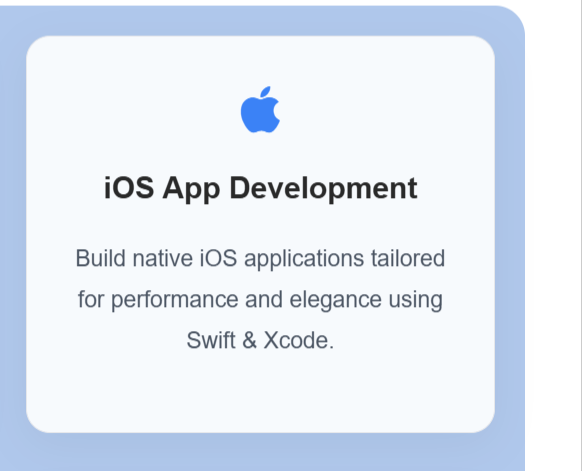 iOS App Development
Build native iOS applications tailored
for performance and elegance using
Swift & Xcode.